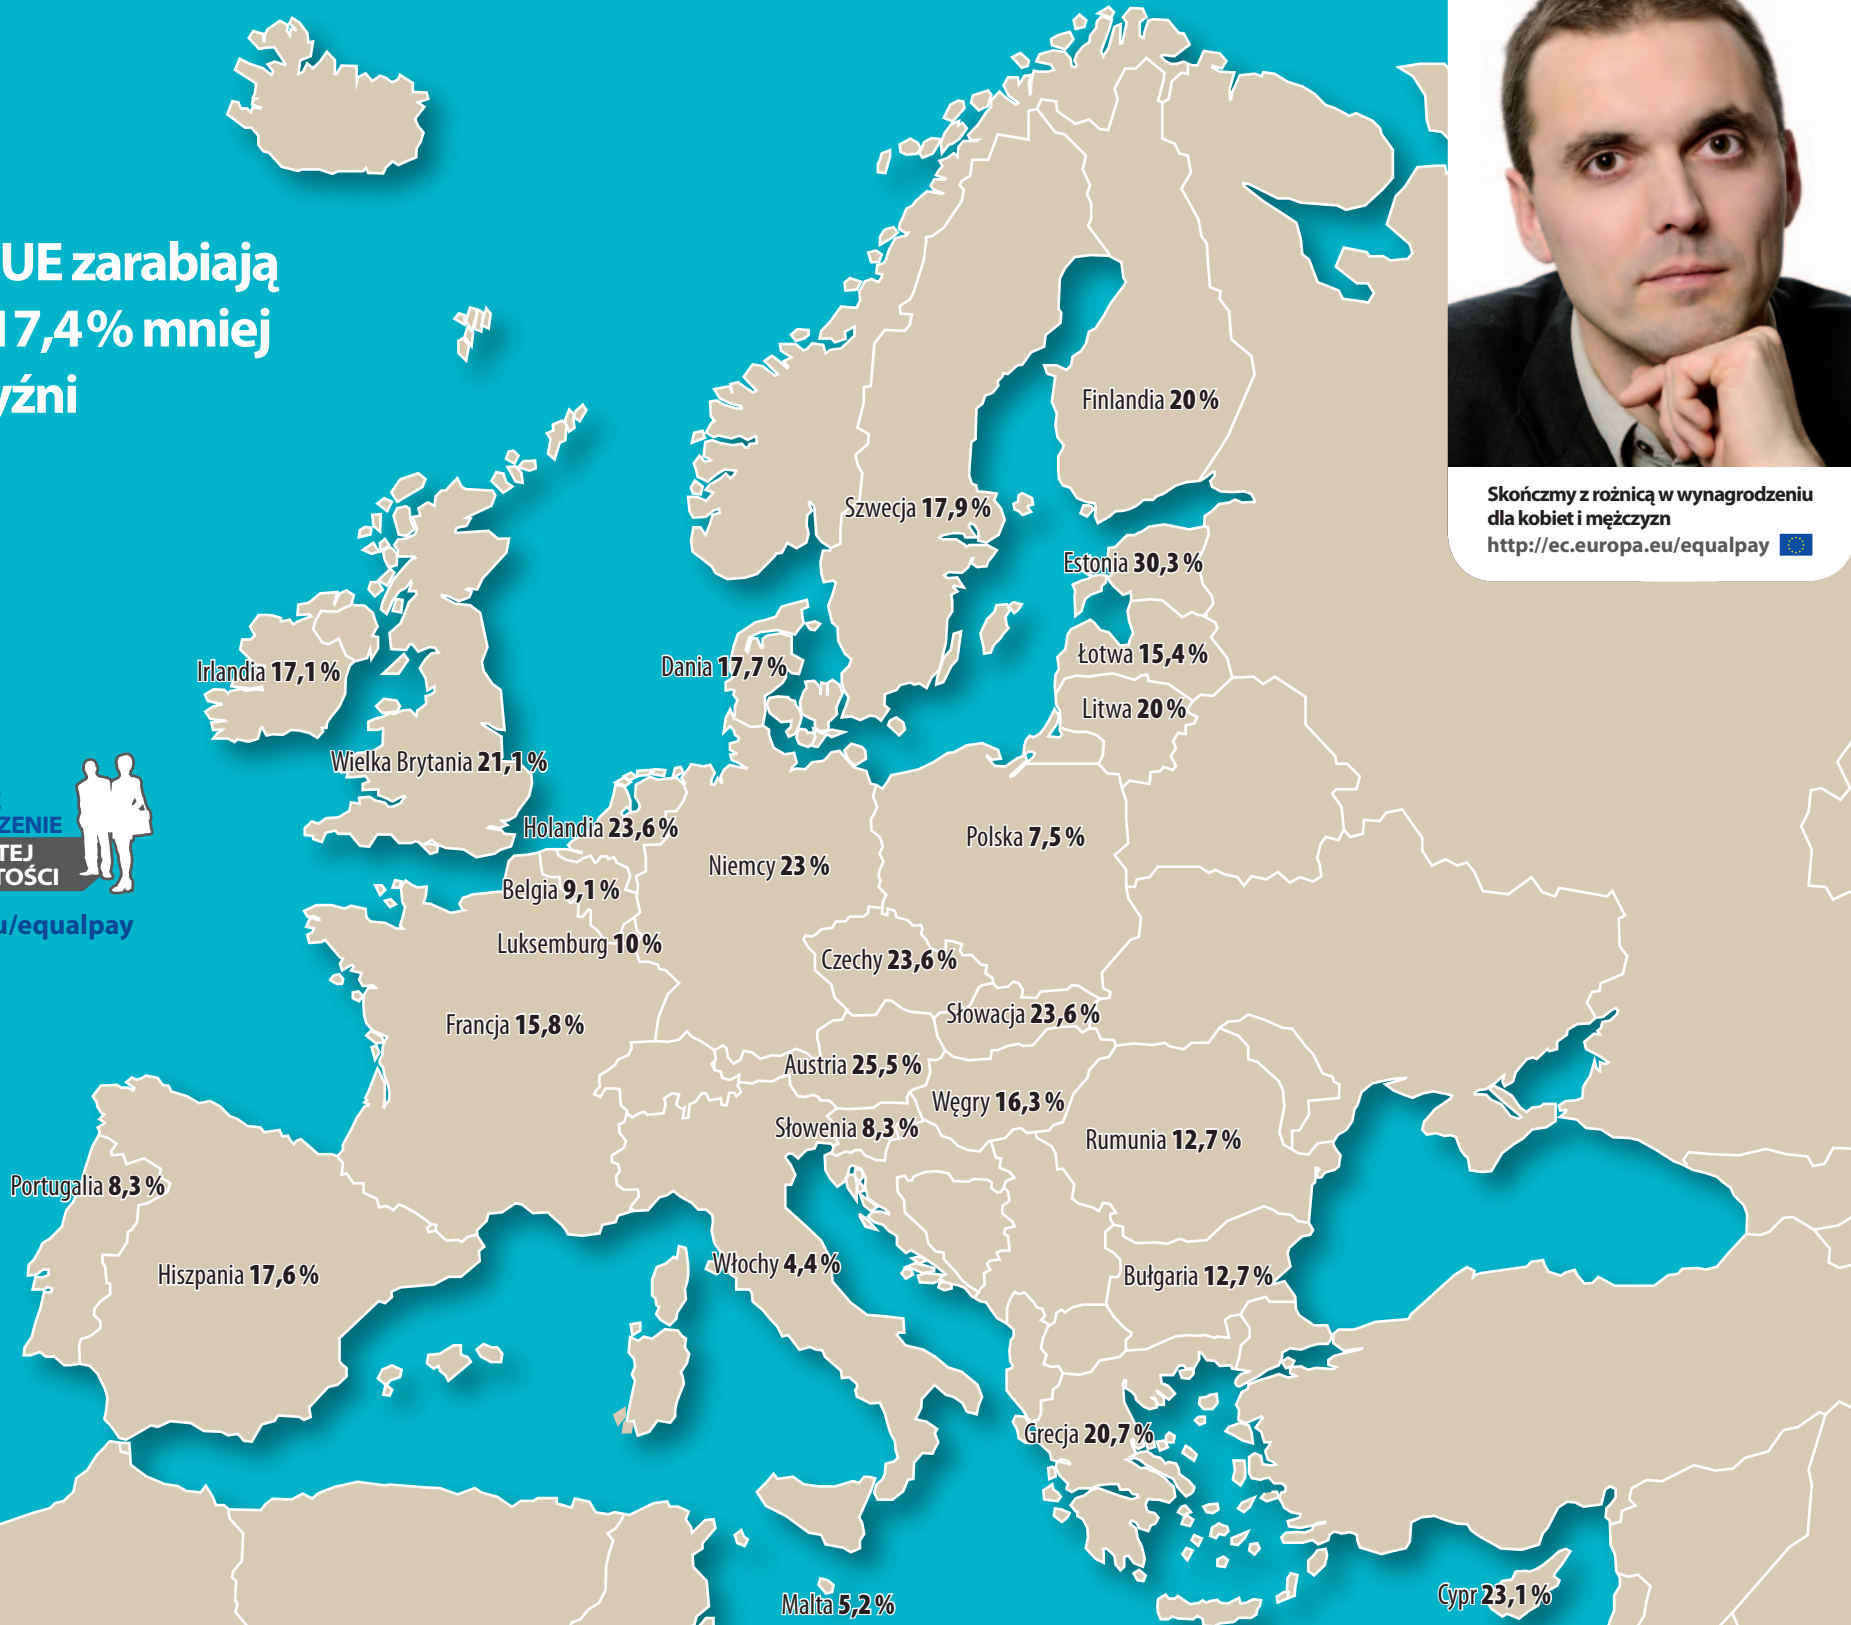 UE zarabiają
17,4 % mniej
yźni
Finlandia 20 %
Szwecja 17,9 %
Skończmy z rożnicą w wynagrodzeniu
dla kobiet i mężczyzn
http://ec.europa.eu/equalpay
Estonia 30,3 %
Irlandia 17,1 %
Dania 17,7 %
Łotwa 15,4 %
Litwa 20 %
Wielka Brytania 21,1 %
ZENIE
TEJ
TOŚCI
u/equalpay
Holandia 23,6 %
Polska 7,5 %
Niemcy 23 %
Belgia 9,1 %
Luksemburg 10 %
Czechy 23,6 %
Słowacja 23,6 %
Francja 15,8 %
Austria 25,5 %
Węgry 16,3 %
Słowenia 8,3 %
Rumunia 12,7 %
Portugalia 8,3 %
Hiszpania 17,6 %
Włochy 4,4 %
Bułgaria 12,7 %
Grecja 20,7 %
Malta 5,2 %
Cypr 23,1 %